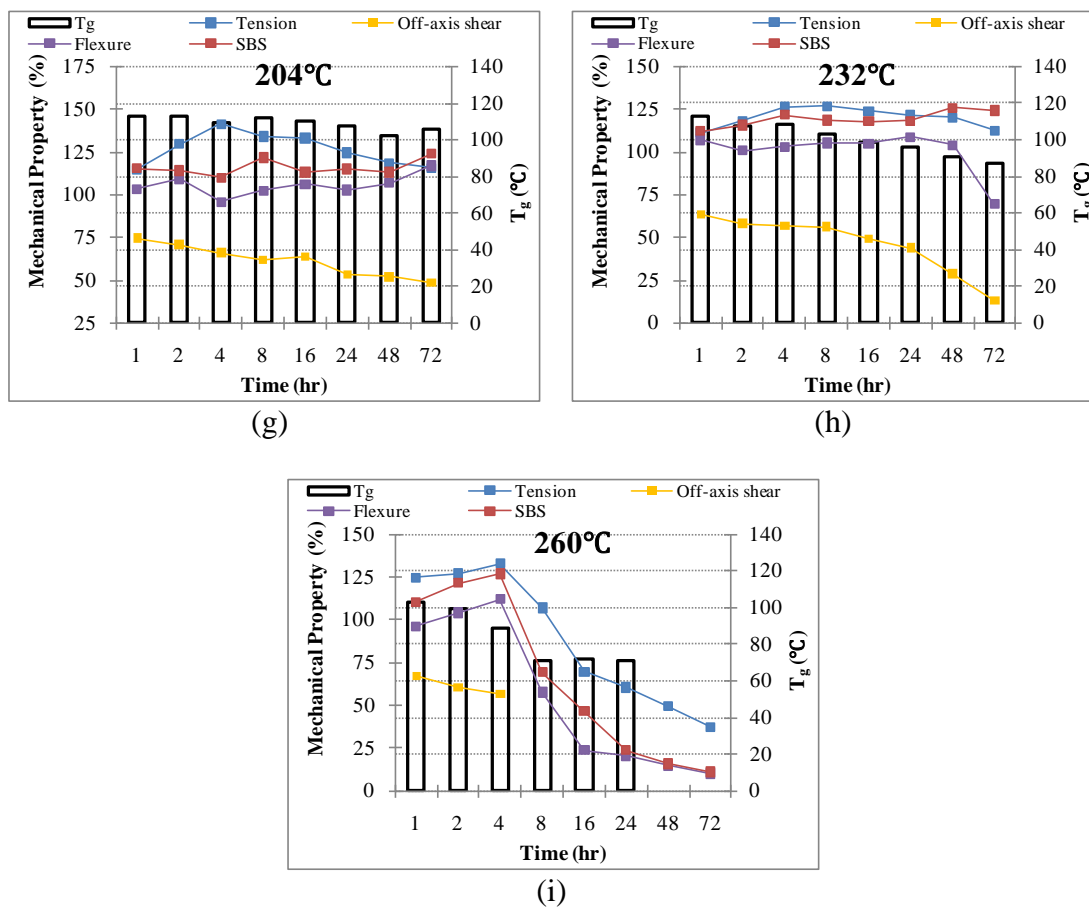 Tg Tension Off-axis shear
Flexure SBS
204℃
Mechanical Property (%)
175
150
125
100
75
50
25
140
120
100
80
60
40
20
0
Tg (℃)
1 2 4 8 16 24 48 72
Time (hr)
(g)
Tg Tension Off-axis shear
Flexure SBS
232℃
Mechanical Property (%)
150
125
100
75
50
25
0
140
120
100
80
60
40
20
0
Tg (℃)
1 2 4 8 16 24 48 72
Time (hr)
(h)
Tg Tension Off-axis shear
Flexure SBS
260℃
Mechanical Property (%)
150
125
100
75
50
25
0
140
120
100
80
60
40
20
0
Tg (℃)
1 2 4 8 16 24 48 72
Time (hr)
(i)